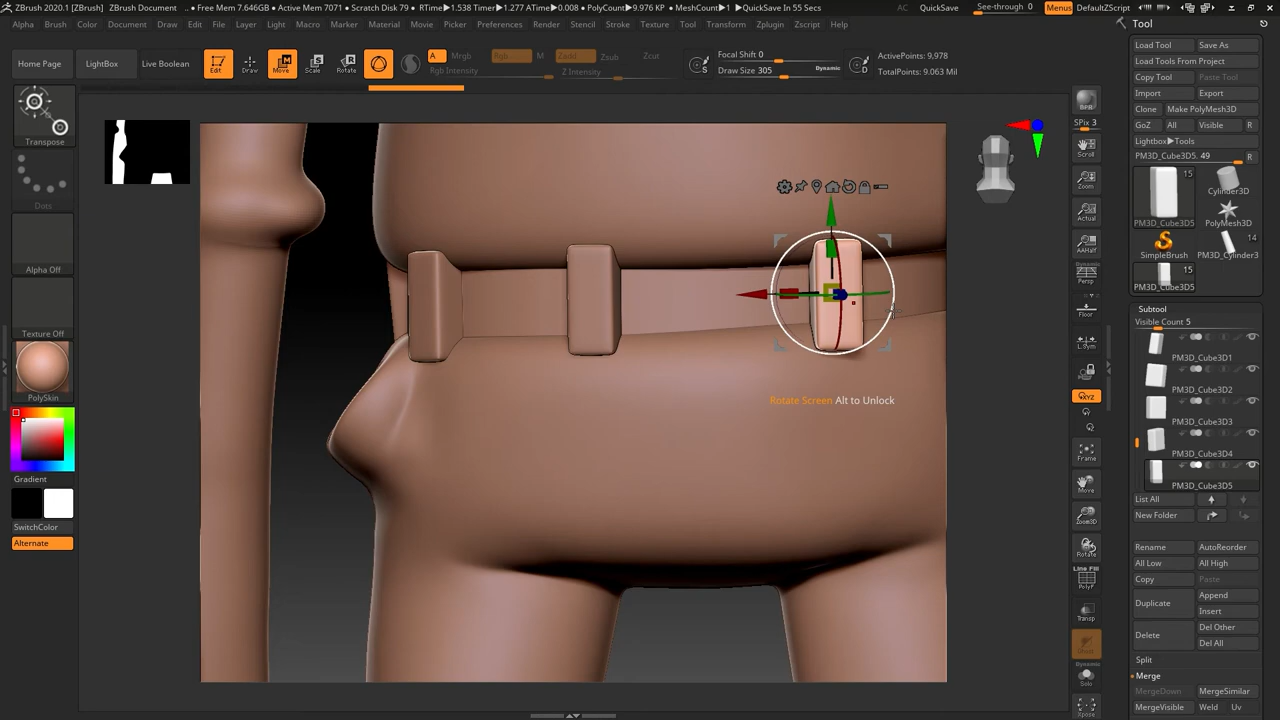 ZBrush 2020.1 [ZBrush] ZBrush Document .. • Free Mem 7.646GB • Active Mem 7071 • Scratch Disk 79 • RTime▶1.538 Timer▶1.277 ATime▶0.008 • PolyCount▶9.976 KP • MeshCount▶1 ▶QuickSave In 55 Secs AC QuickSave See-through 0 Menus DefaultZScript
Alpha Brush Color Document Draw Edit File Layer Light Macro Marker Material Movie Picker Preferences Render Stencil Stroke Texture Tool Transform Zplugin Zscript Help
Tool
Home Page LightBox Live Boolean
Edit Draw Move Scale Rotate
A Mrgb Rgb Zadd Zsub Zcut
Rgb Intensity Z Intensity
Focal Shift 0
Draw Size 305 Dynamic
S D
ActivePoints: 9,978
TotalPoints: 9.063 Mil
Transpose
Dots
Alpha Off
Texture Off
PolySkin
Gradient
SwitchColor
Alternate
Rotate Screen Alt to Unlock
BPR
SPix 3
Scroll
Zoom
Actual
AAHalf
Persp
Floor
L.Sym
XYZ
Frame
Move
Zoom3D
Rotate
Line Fill
PolyF
Transp
Dynamic
Solo
Xpose
Load Tool Save As
Load Tools From Project
Copy Tool Paste Tool
Import Export
Clone Make PolyMesh3D
GoZ All Visible R
Lightbox▶Tools
PM3D_Cube3D5. 49 R
15
Cylinder3D
PM3D_Cube3D5 PolyMesh3D
14
SimpleBrush PM3D_Cylinder3
15
PM3D_Cube3D5
Subtool
Visible Count 5
PM3D_Cube3D1
PM3D_Cube3D2
PM3D_Cube3D3
PM3D_Cube3D4
PM3D_Cube3D5
List All
New Folder
Rename AutoReorder
All Low All High
Copy Paste
Duplicate Append
Insert
Delete Del Other
Del All
Split
Merge
MergeDown MergeSimilar
MergeVisible Weld Uv